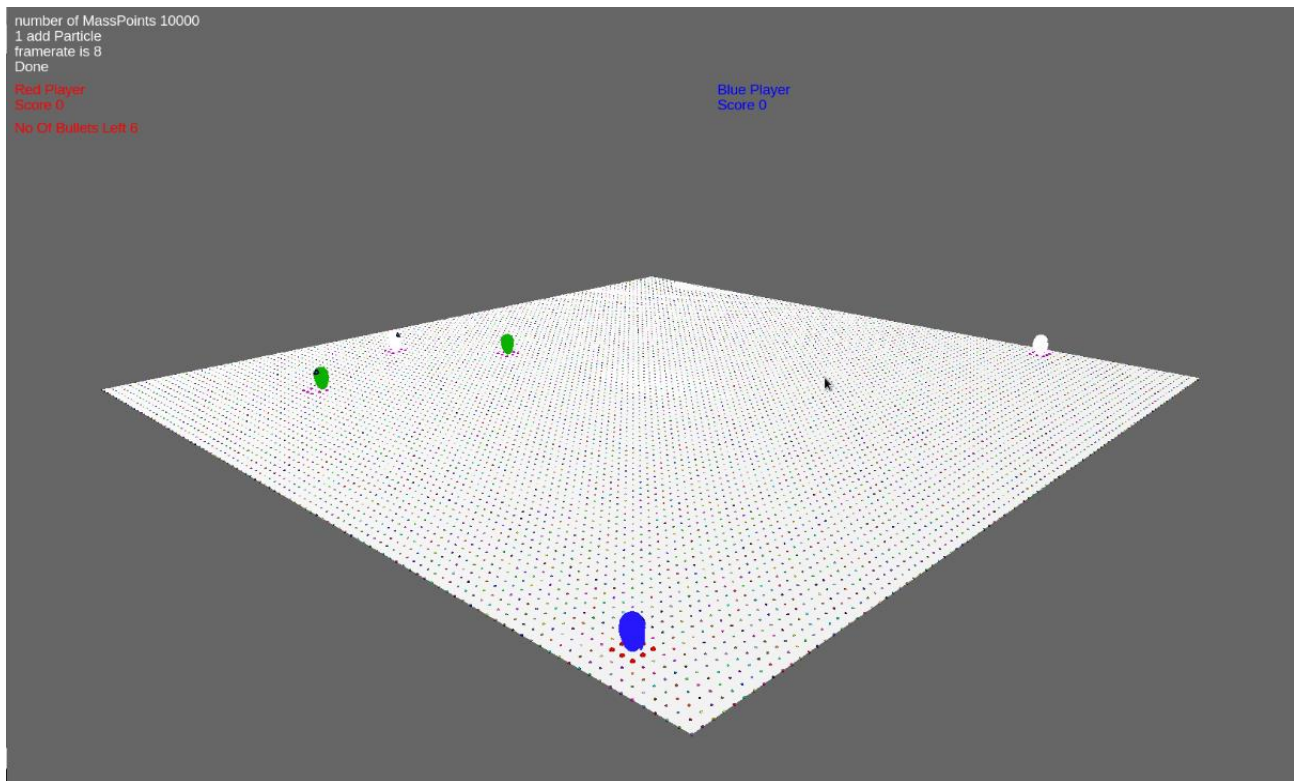 number of MassPoints 10000
1 add Particle
framerate is 8
Done
Red Player
Score 0
No Of Bullets Left 6
Blue Player
Score 0